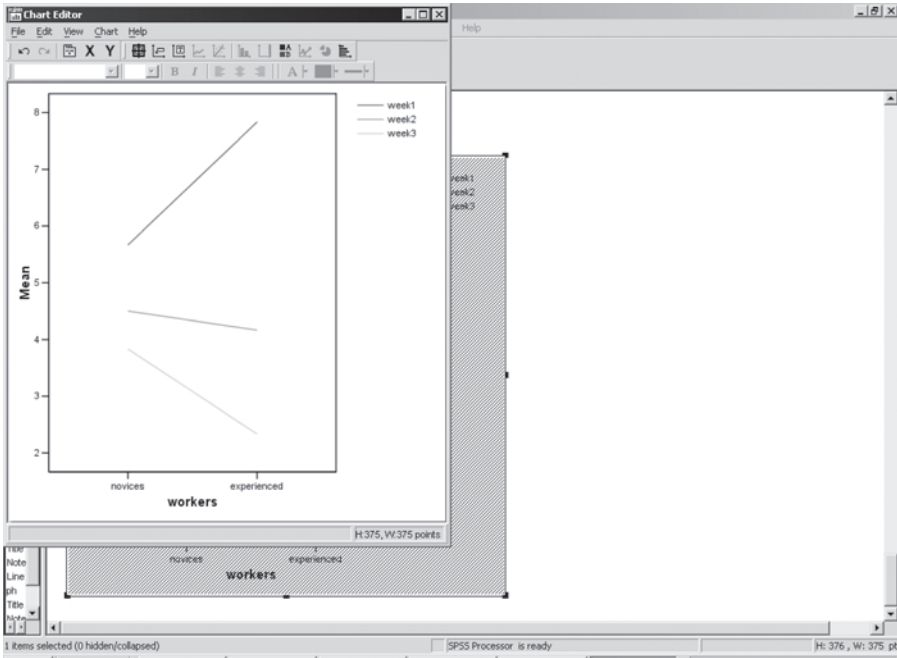 Chart Editor
File Edit View Chart Help
X Y
B I
A
8
7
6
5
4
3
2
Mean
novices experienced
workers
week1
week2
week3
H:375, W:375 points
Help
week1
week2
week3
novices experienced
workers
Title
Note
Line
ph
Title
Note
1 items selected (0 hidden/collapsed)
SPSS Processor is ready
H: 376 , W: 375 pt